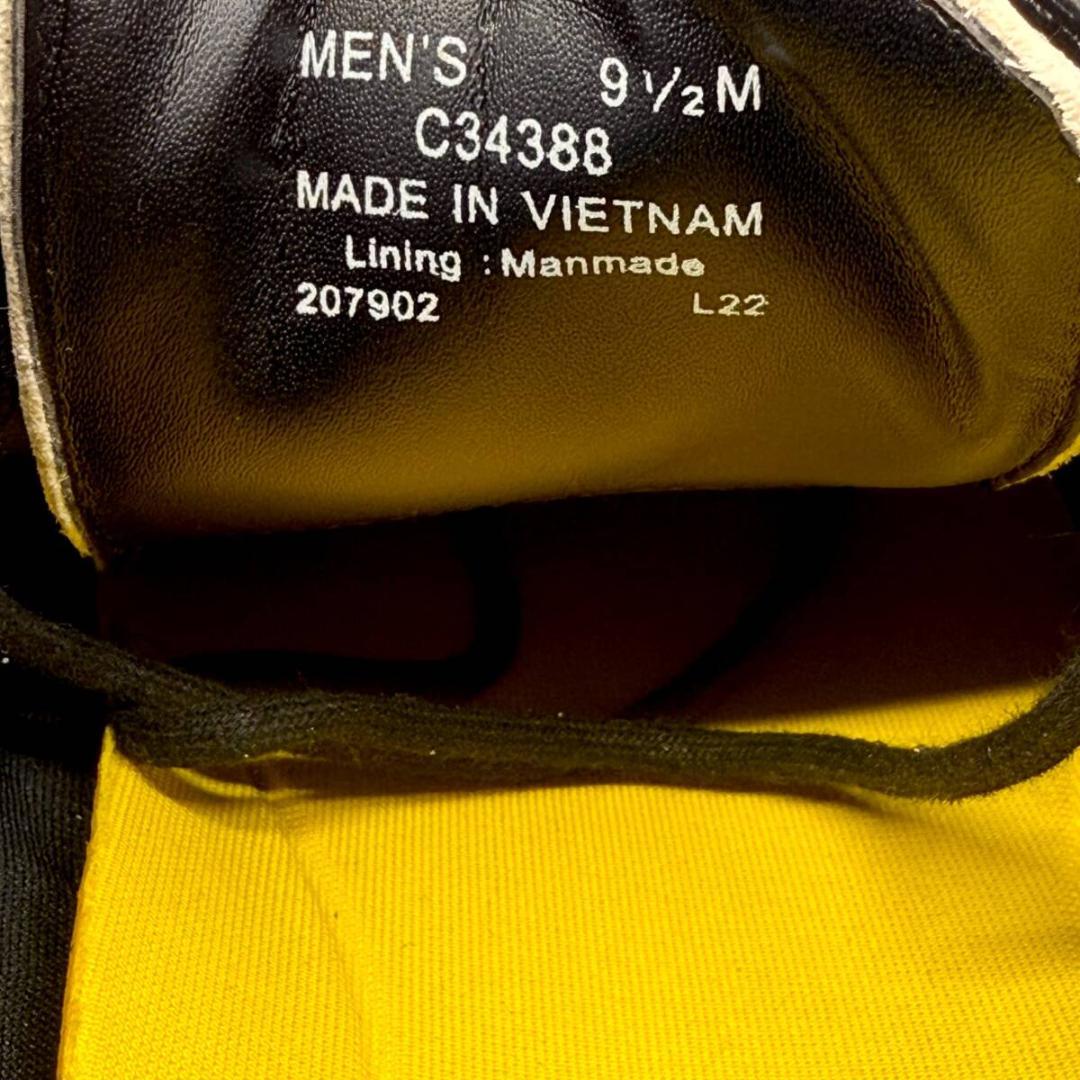 MEN'S 9 1/2 M
C34388
MADE IN VIETNAM
Lining : Manmade
207902 L22